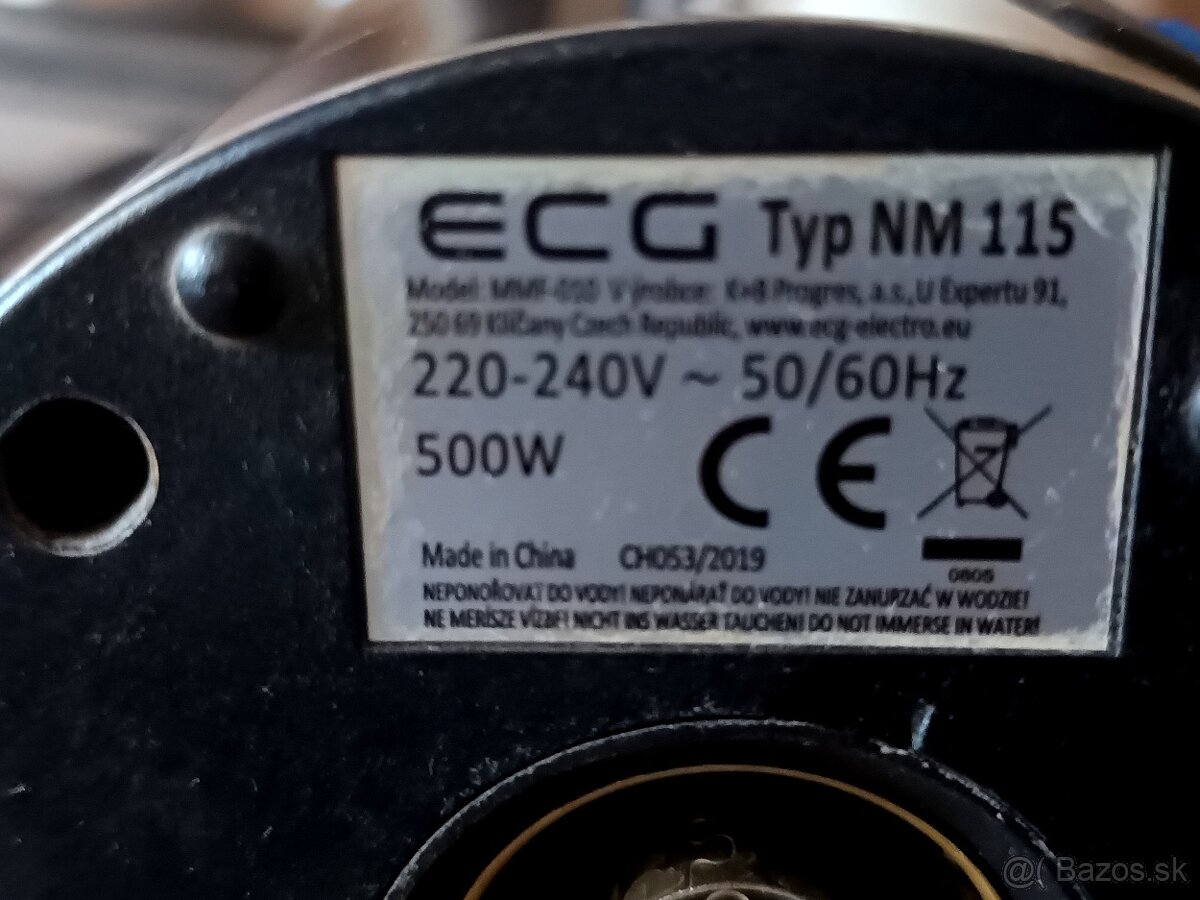 ECG Typ NM 115
Model: MMF-010 Výrobce: K+B Progres, a.s., U Expertu 91,
250 69 Klíčany Czech Republic, www.ecg-electro.eu
220-240V ~ 50/60Hz
500W CE
Made in China CH053/2019
0805
NEPONOŘOVAT DO VODY! NEPONÁRAŤ DO VODY! NIE ZANURZAĆ W WODZIE!
NE MERÍSZE VÍZBE! NICHT INS WASSER TAUCHEN! DO NOT IMMERSE IN WATER!
@( Bazos.sk